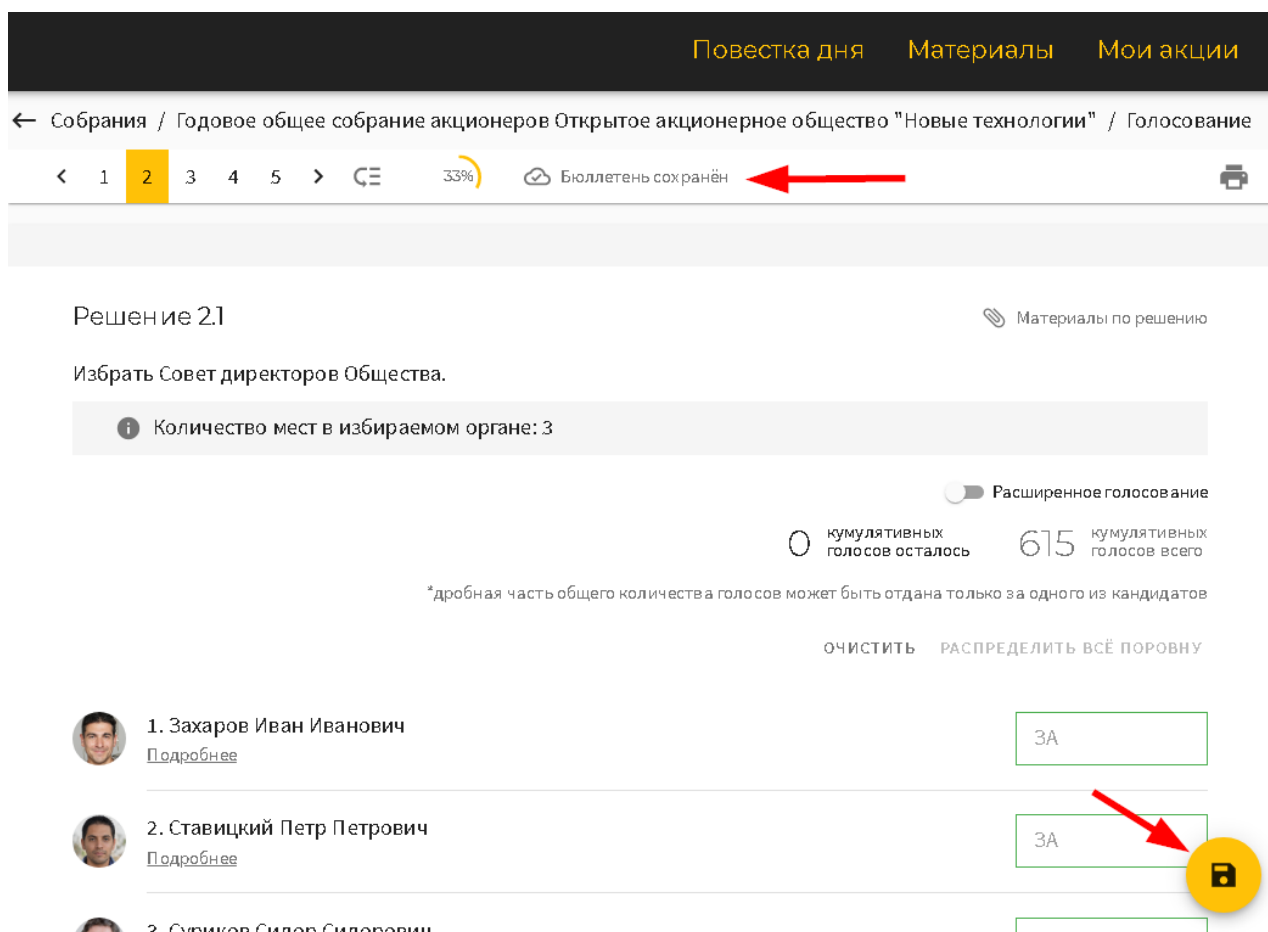 Повестка дня Материалы Мои акции
← Собрания / Годовое общее собрание акционеров Открытое акционерное общество "Новые технологии" / Голосование
< 1 2 3 4 5 > 33% Бюллетень сохранён
Решение 2.1 Материалы по решению
Избрать Совет директоров Общества.
Количество мест в избираемом органе: 3
Расширенное голосование
0 кумулятивных голосов осталось 615 кумулятивных голосов всего
*дробная часть общего количества голосов может быть отдана только за одного из кандидатов
ОЧИСТИТЬ РАСПРЕДЕЛИТЬ ВСЁ ПОРОВНУ
1. Захаров Иван Иванович ЗА
Подробнее
2. Ставицкий Петр Петрович ЗА
Подробнее
3. Суриков Сидор Сидорович